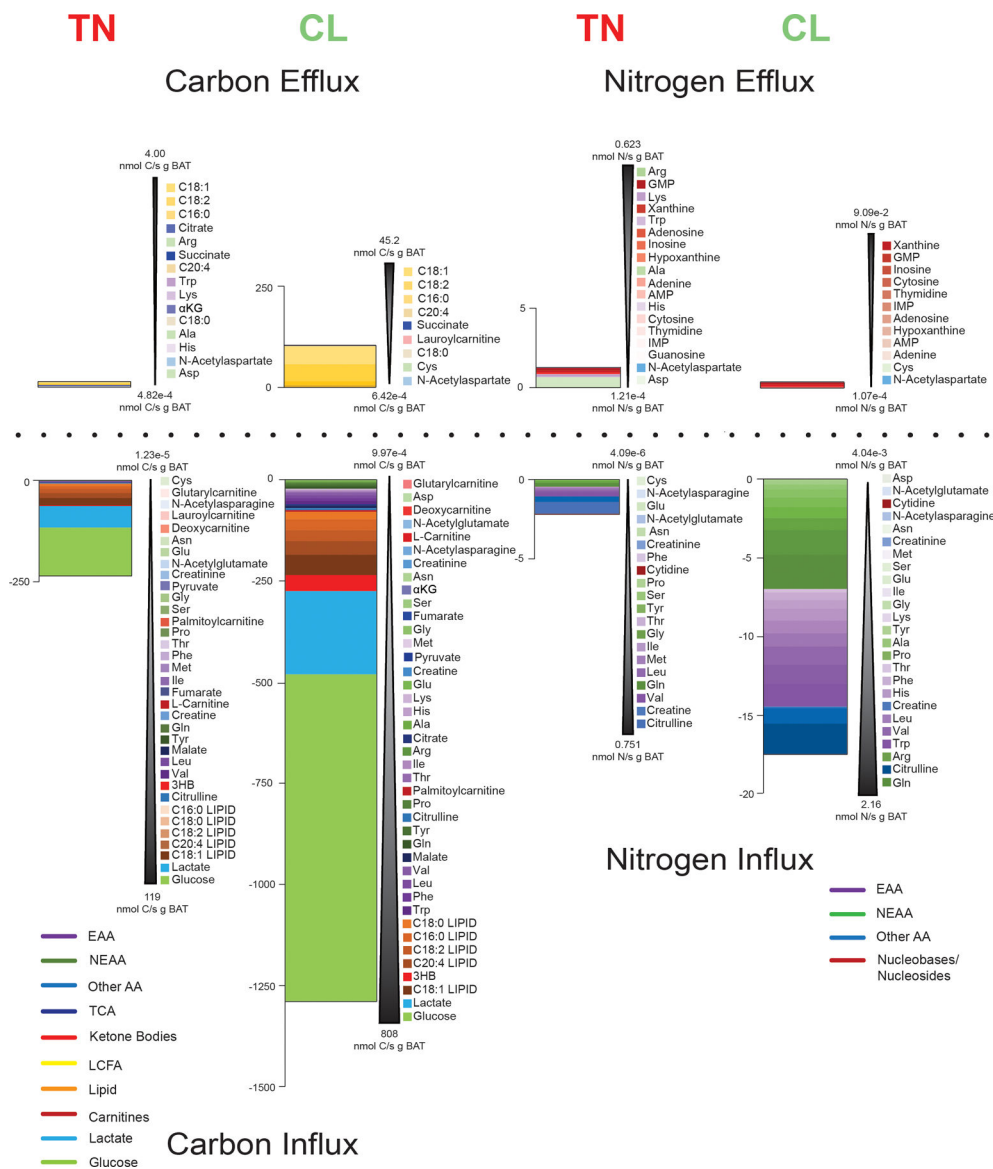 TN
CL
TN
CL
Carbon Efflux
Nitrogen Efflux
4.00
nmol C/s g BAT
C18:1
C18:2
C16:0
Citrate
Arg
Succinate
C20:4
Trp
Lys
αKG
C18:0
Ala
His
N-Acetylaspartate
Asp
4.82e-4
nmol C/s g BAT
0
250
0
45.2
nmol C/s g BAT
C18:1
C18:2
C16:0
C20:4
Succinate
Lauroylcarnitine
C18:0
Cys
N-Acetylaspartate
6.42e-4
nmol C/s g BAT
5
0
0.623
nmol N/s g BAT
Arg
GMP
Lys
Xanthine
Trp
Adenosine
Inosine
Hypoxanthine
Ala
Adenine
AMP
His
Cytosine
Thymidine
IMP
Guanosine
N-Acetylaspartate
Asp
1.21e-4
nmol N/s g BAT
0
9.09e-2
nmol N/s g BAT
Xanthine
GMP
Inosine
Cytosine
Thymidine
IMP
Adenosine
Hypoxanthine
AMP
Adenine
Cys
N-Acetylaspartate
1.07e-4
nmol N/s g BAT
0
-250
1.23e-5
nmol C/s g BAT
Cys
Glutarylcarnitine
N-Acetylasparagine
Lauroylcarnitine
Deoxycarnitine
Asn
Glu
N-Acetylglutamate
Creatinine
Pyruvate
Gly
Ser
Palmitoylcarnitine
Pro
Thr
Phe
Met
Ile
Fumarate
L-Carnitine
Creatine
Gln
Tyr
Malate
Leu
Val
3HB
Citrulline
C16:0 LIPID
C18:0 LIPID
C18:2 LIPID
C20:4 LIPID
C18:1 LIPID
Lactate
Glucose
119
nmol C/s g BAT
0
-250
-500
-750
-1000
-1250
-1500
9.97e-4
nmol C/s g BAT
Glutarylcarnitine
Asp
Deoxycarnitine
N-Acetylglutamate
L-Carnitine
N-Acetylasparagine
Creatinine
Asn
αKG
Ser
Fumarate
Gly
Met
Pyruvate
Creatine
Glu
Lys
His
Ala
Citrate
Arg
Ile
Thr
Palmitoylcarnitine
Pro
Citrulline
Tyr
Gln
Malate
Val
Leu
Phe
Trp
C18:0 LIPID
C16:0 LIPID
C18:2 LIPID
C20:4 LIPID
3HB
C18:1 LIPID
Lactate
Glucose
808
nmol C/s g BAT
0
-5
4.09e-6
nmol N/s g BAT
Cys
N-Acetylasparagine
Glu
N-Acetylglutamate
Asn
Creatinine
Phe
Cytidine
Pro
Ser
Tyr
Thr
Gly
Ile
Met
Leu
Gln
Val
Creatine
Citrulline
0.751
nmol N/s g BAT
0
-5
-10
-15
-20
4.04e-3
nmol N/s g BAT
Asp
N-Acetylglutamate
Cytidine
N-Acetylasparagine
Asn
Creatinine
Met
Ser
Glu
Ile
Gly
Lys
Tyr
Ala
Pro
Thr
Phe
His
Creatine
Leu
Val
Trp
Arg
Citrulline
Gln
2.16
nmol N/s g BAT
Nitrogen Influx
EAA
NEAA
Other AA
Nucleobases/
Nucleosides
EAA
NEAA
Other AA
TCA
Ketone Bodies
LCFA
Lipid
Carnitines
Lactate
Glucose
Carbon Influx